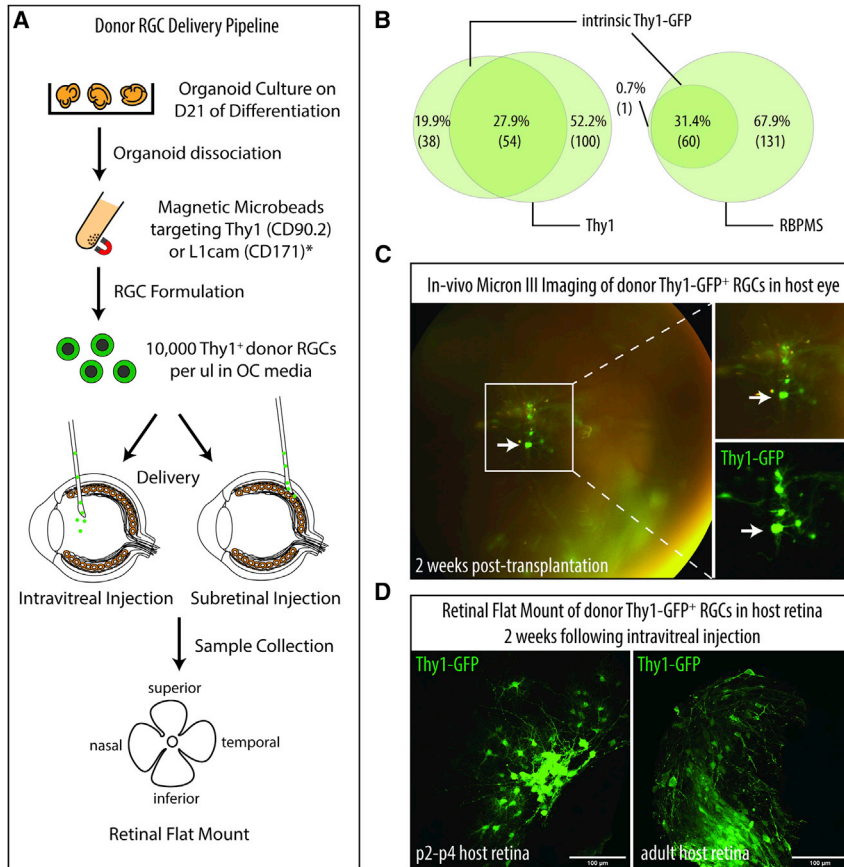 A
Donor RGC Delivery Pipeline
Organoid Culture on
D21 of Differentiation
Organoid dissociation
Magnetic Microbeads
targeting Thy1 (CD90.2)
or L1cam (CD171)*
RGC Formulation
10,000 Thy1⁺ donor RGCs
per ul in OC media
Delivery
Intravitreal Injection
Subretinal Injection
Sample Collection
superior
nasal
temporal
inferior
Retinal Flat Mount
B
intrinsic Thy1-GFP
19.9%
(38)
27.9%
(54)
52.2%
(100)
0.7%
(1)
31.4%
(60)
67.9%
(131)
Thy1
RBPMS
C
In-vivo Micron III Imaging of donor Thy1-GFP⁺ RGCs in host eye
Thy1-GFP
2 weeks post-transplantation
D
Retinal Flat Mount of donor Thy1-GFP⁺ RGCs in host retina
2 weeks following intravitreal injection
Thy1-GFP
Thy1-GFP
p2-p4 host retina
100 µm
adult host retina
100 µm